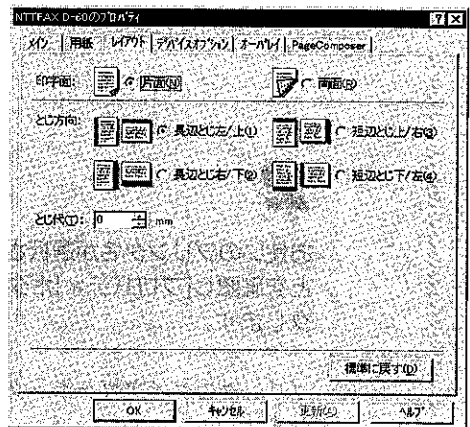 NTTFAX D-60のプロパティ
メイン 用紙 レイアウト デバイスオプション オーバレイ PageComposer
印字面: 片面(N) 両面(R)
とじ方向: 長辺とじ左/上(1) 短辺とじ上/右(3)
長辺とじ右/下(2) 短辺とじ下/左(4)
とじ代(T): 0 mm
標準に戻す(D)
OK キャンセル 更新(A) ヘルプ